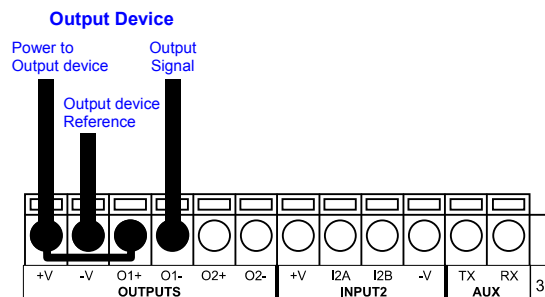 Output Device
Power to
Output device
Output
Signal
Output device
Reference
+V -V O1+ O1- O2+ O2- +V I2A I2B -V TX RX
OUTPUTS INPUT2 AUX
3